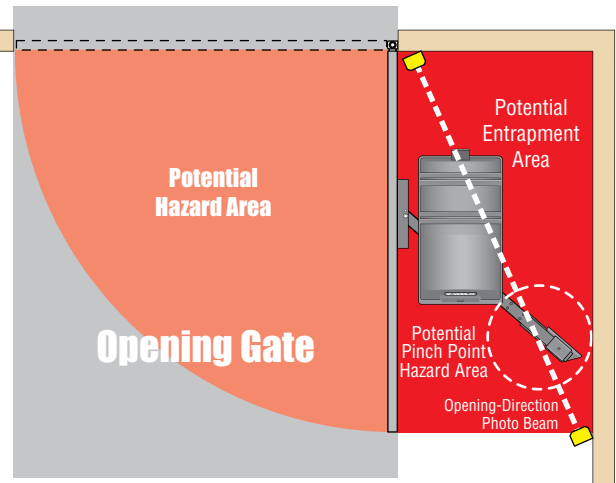 Potential
Hazard Area
Opening Gate
Potential
Entrapment
Area
Potential
Pinch Point
Hazard Area
Opening-Direction
Photo Beam